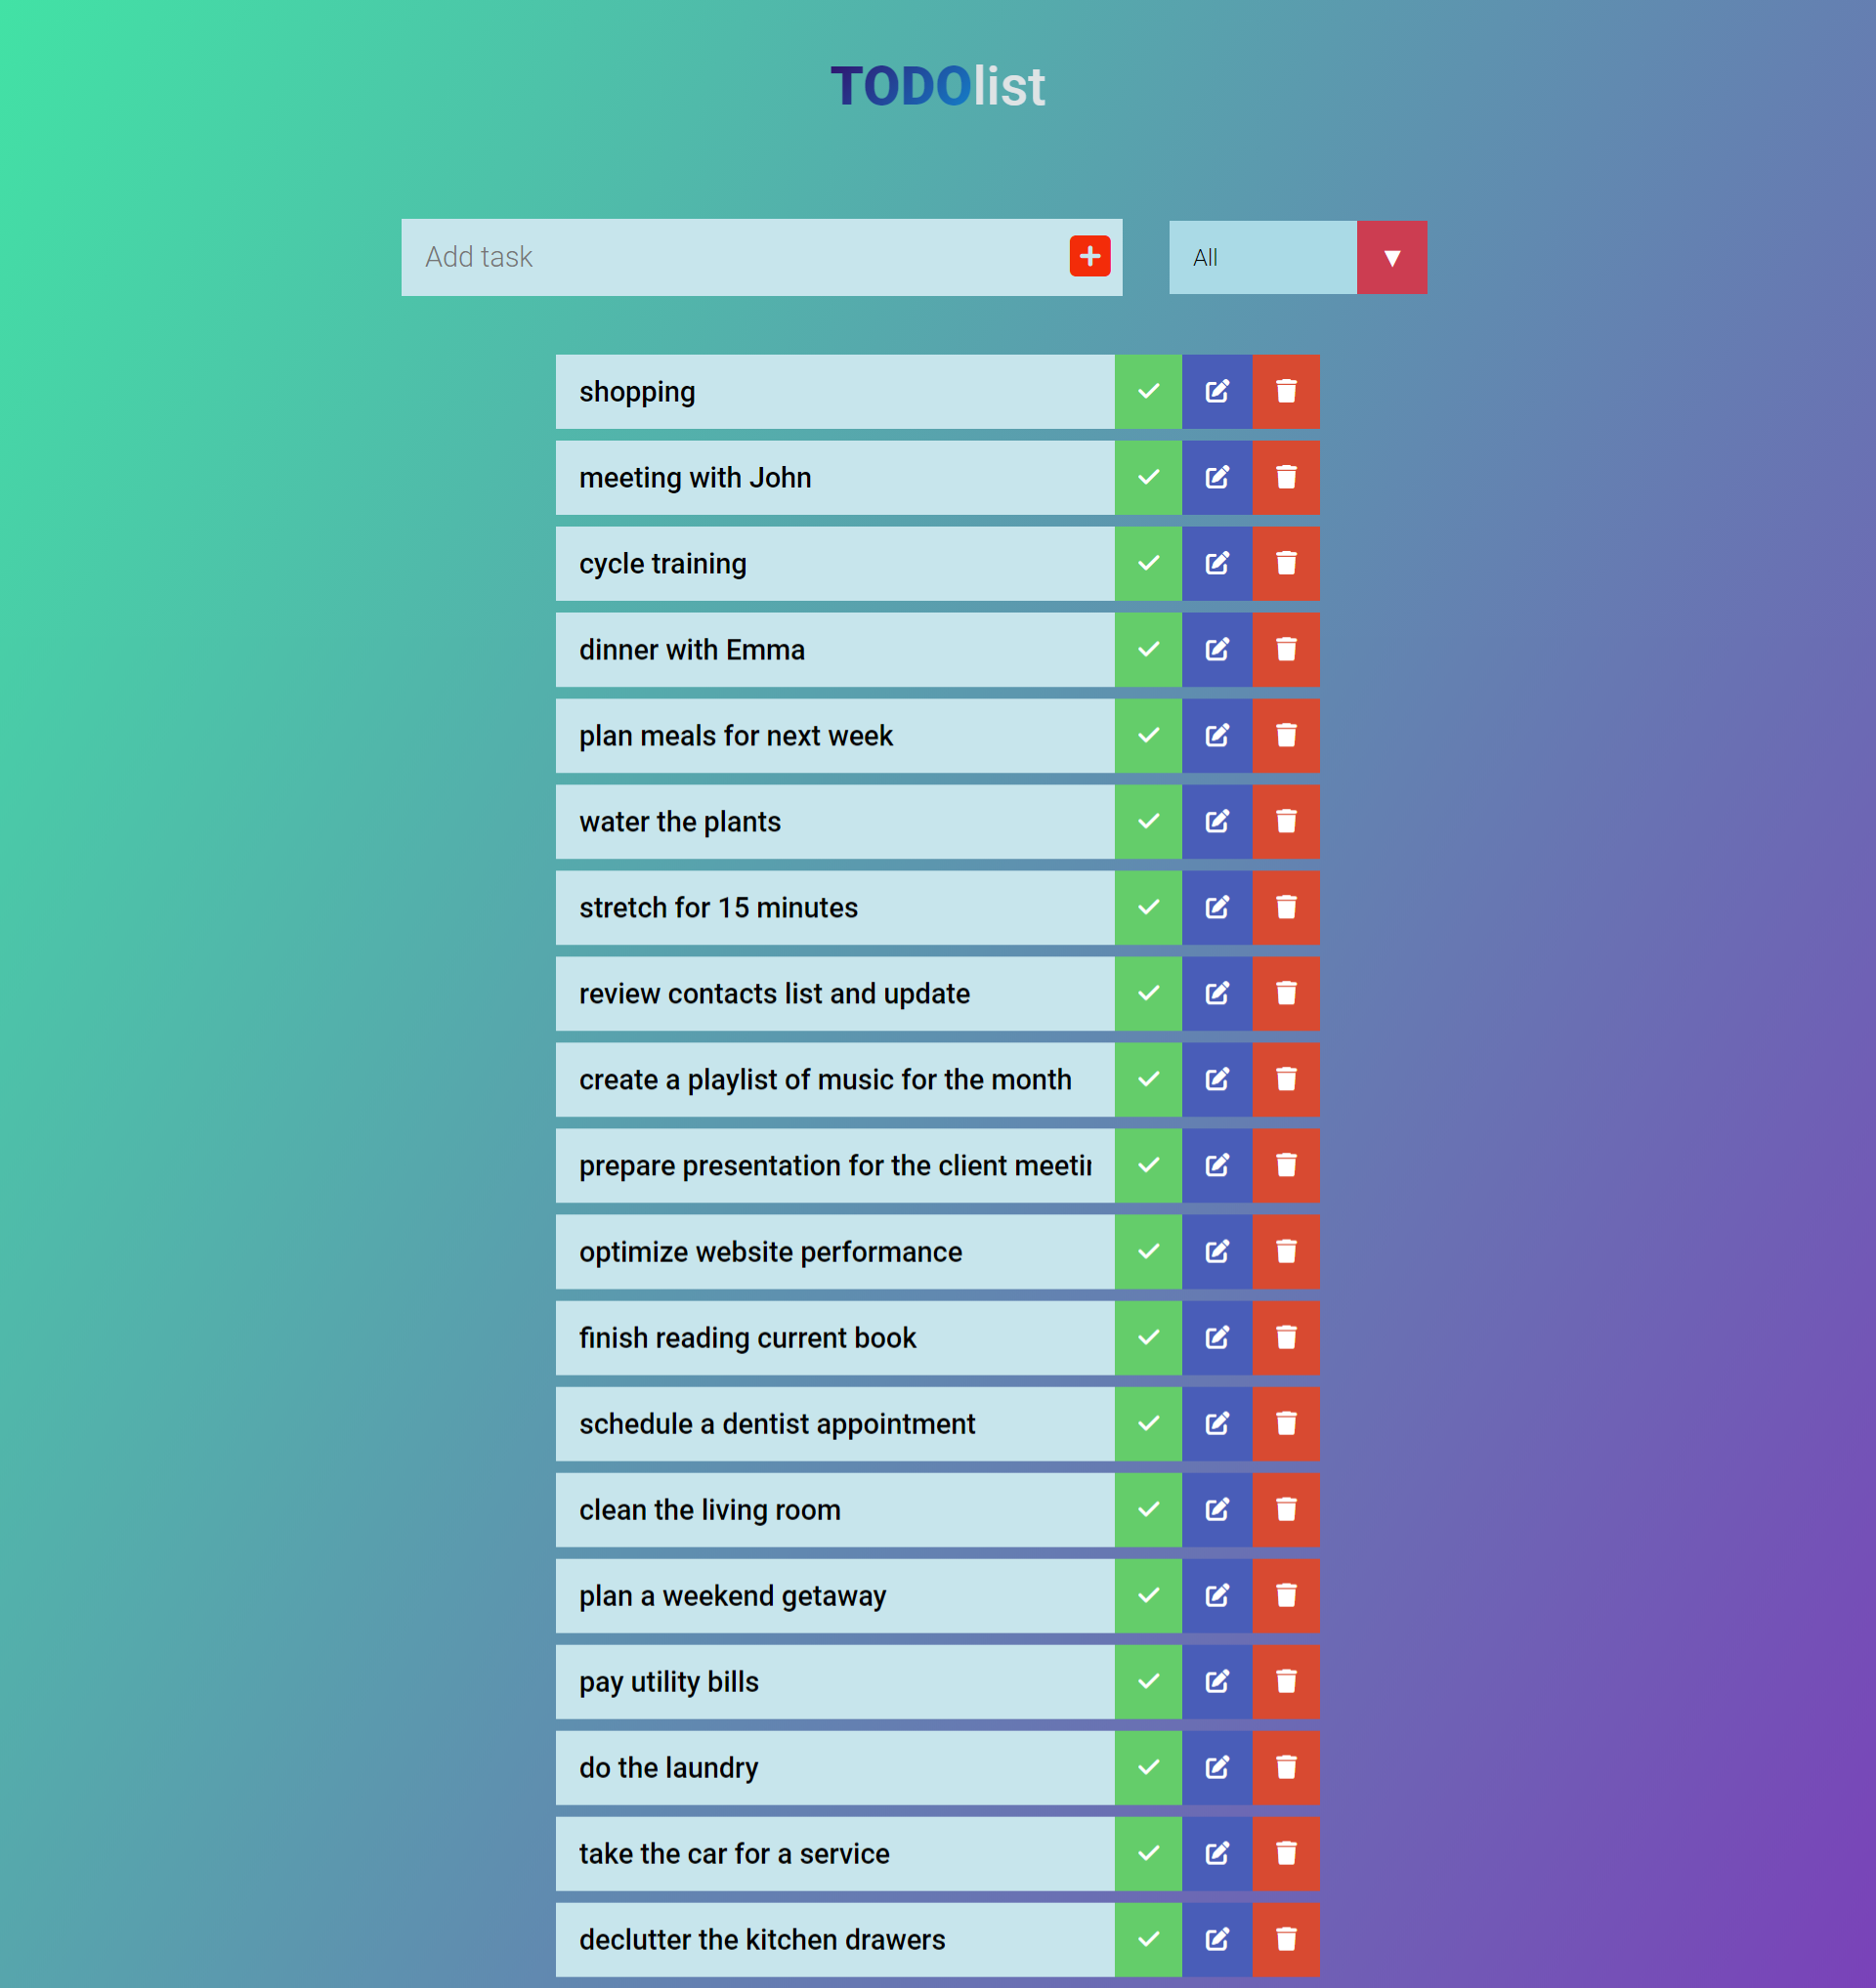 TODOlist
Add task
All ▼
shopping
meeting with John
cycle training
dinner with Emma
plan meals for next week
water the plants
stretch for 15 minutes
review contacts list and update
create a playlist of music for the month
prepare presentation for the client
optimize website performance
finish reading current book
schedule a dentist appointment
clean the living room
plan a weekend getaway
pay utility bills
do the laundry
take the car for a service
declutter the kitchen drawers